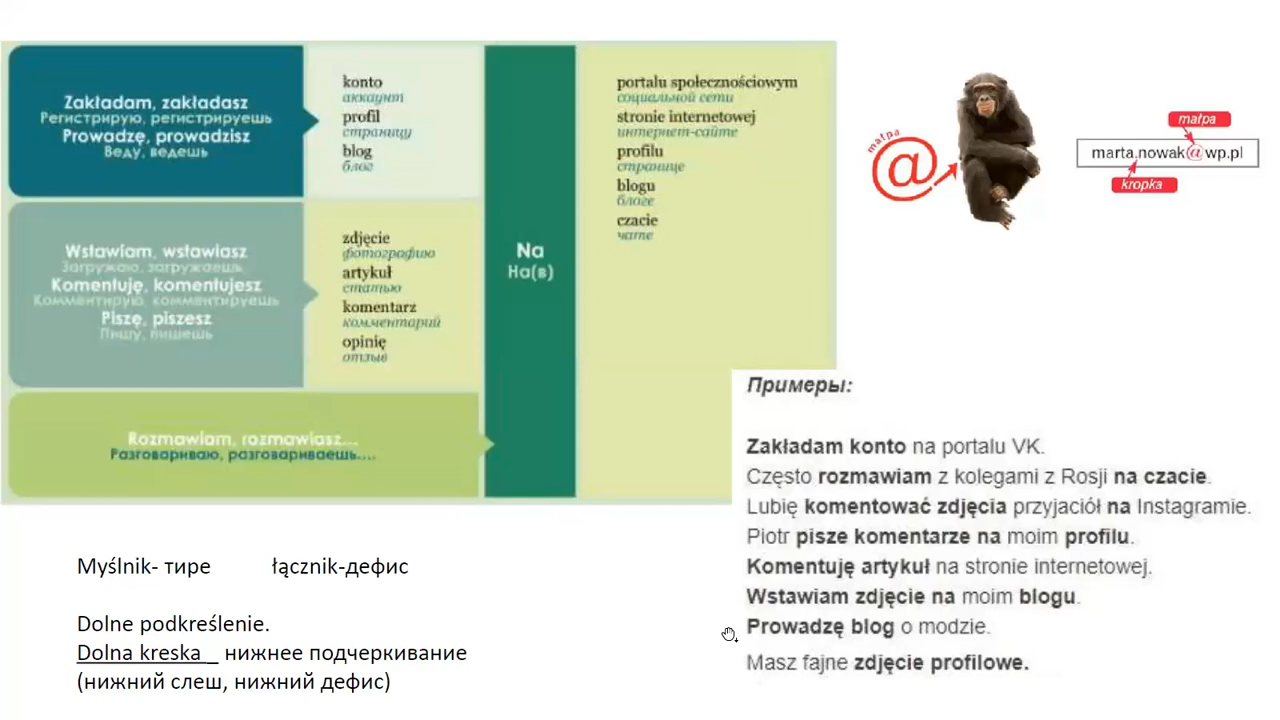 Zakładam, zakładasz
Регистрирую, регистрируешь
Prowadzę, prowadzisz
Веду, ведешь
konto
аккаунт
profil
страницу
blog
блог
Wstawiam, wstawiasz
Загружаю, загружаешь
Komentuję, komentujesz
Комментирую, комментируешь
Piszę, piszesz
Пишу, пишешь
zdjęcie
фотографию
artykuł
статью
komentarz
комментарий
opinię
отзыв
Rozmawiam, rozmawiasz...
Разговариваю, разговариваешь....
Na
На(в)
portalu społecznościowym
социальной сети
stronie internetowej
интернет-сайте
profilu
странице
blogu
блоге
czacie
чате
małpa
@
małpa
marta.nowak@wp.pl
kropka
Примеры:
Zakładam konto na portalu VK.
Często rozmawiam z kolegami z Rosji na czacie.
Lubię komentować zdjęcia przyjaciół na Instagramie.
Piotr pisze komentarze na moim profilu.
Komentuję artykuł na stronie internetowej.
Wstawiam zdjęcie na moim blogu.
Prowadzę blog o modzie.
Masz fajne zdjęcie profilowe.
Myślnik- тире łącznik-дефис
Dolne podkreślenie.
Dolna kreska _ нижнее подчеркивание
(нижний слеш, нижний дефис)